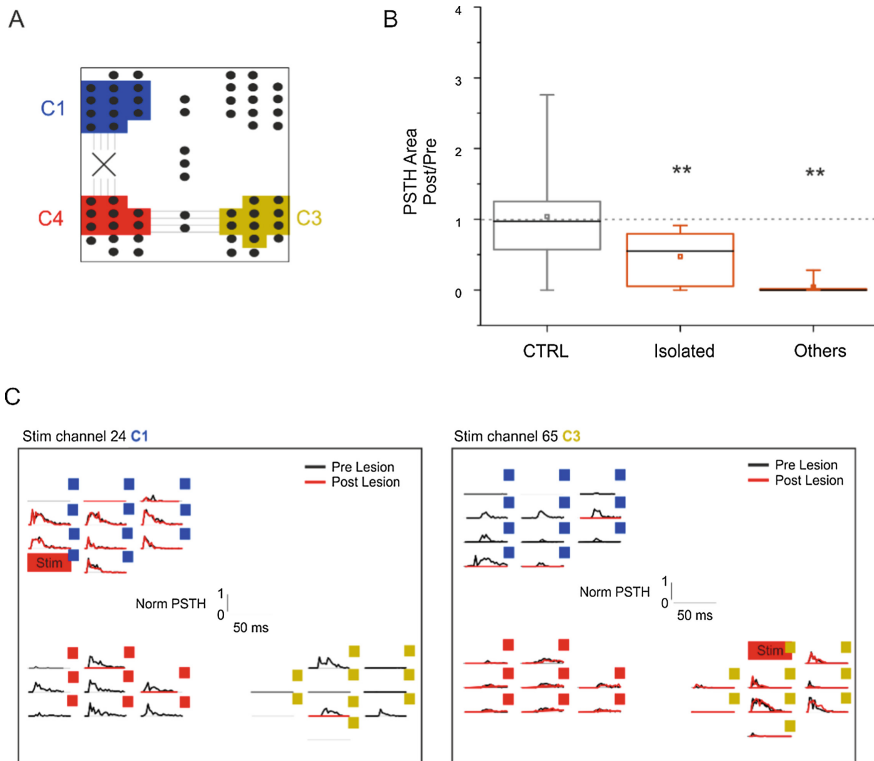 A
C1
C4
C3
B
4
3
2
1
0
PSTH Area
Post/Pre
**
**
CTRL
Isolated
Others
C
Stim channel 24 C1
Pre Lesion
Post Lesion
Stim
Norm PSTH
1
0
50 ms
Stim channel 65 C3
Pre Lesion
Post Lesion
Norm PSTH
1
0
50 ms
Stim